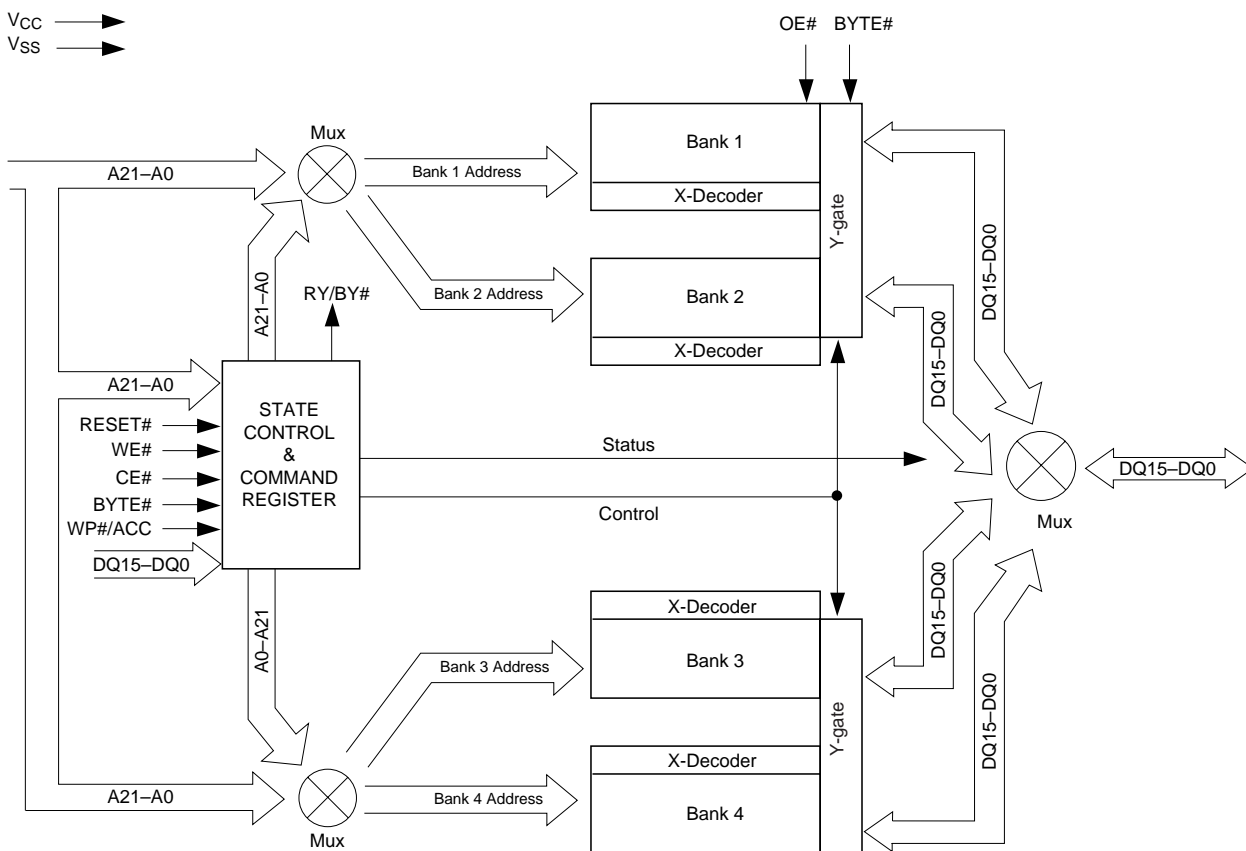 VCC
VSS
OE# BYTE#
Mux
A21–A0
Bank 1 Address
Bank 1
X-Decoder
Y-gate
DQ15–DQ0
A21–A0
RY/BY#
Bank 2 Address
Bank 2
X-Decoder
DQ15–DQ0
A21–A0
RESET#
WE#
CE#
BYTE#
WP#/ACC
DQ15–DQ0
STATE
CONTROL
&
COMMAND
REGISTER
Status
Control
DQ15–DQ0
Mux
A0–A21
Bank 3 Address
X-Decoder
Bank 3
Y-gate
DQ15–DQ0
DQ15–DQ0
A21–A0
Mux
Bank 4 Address
X-Decoder
Bank 4